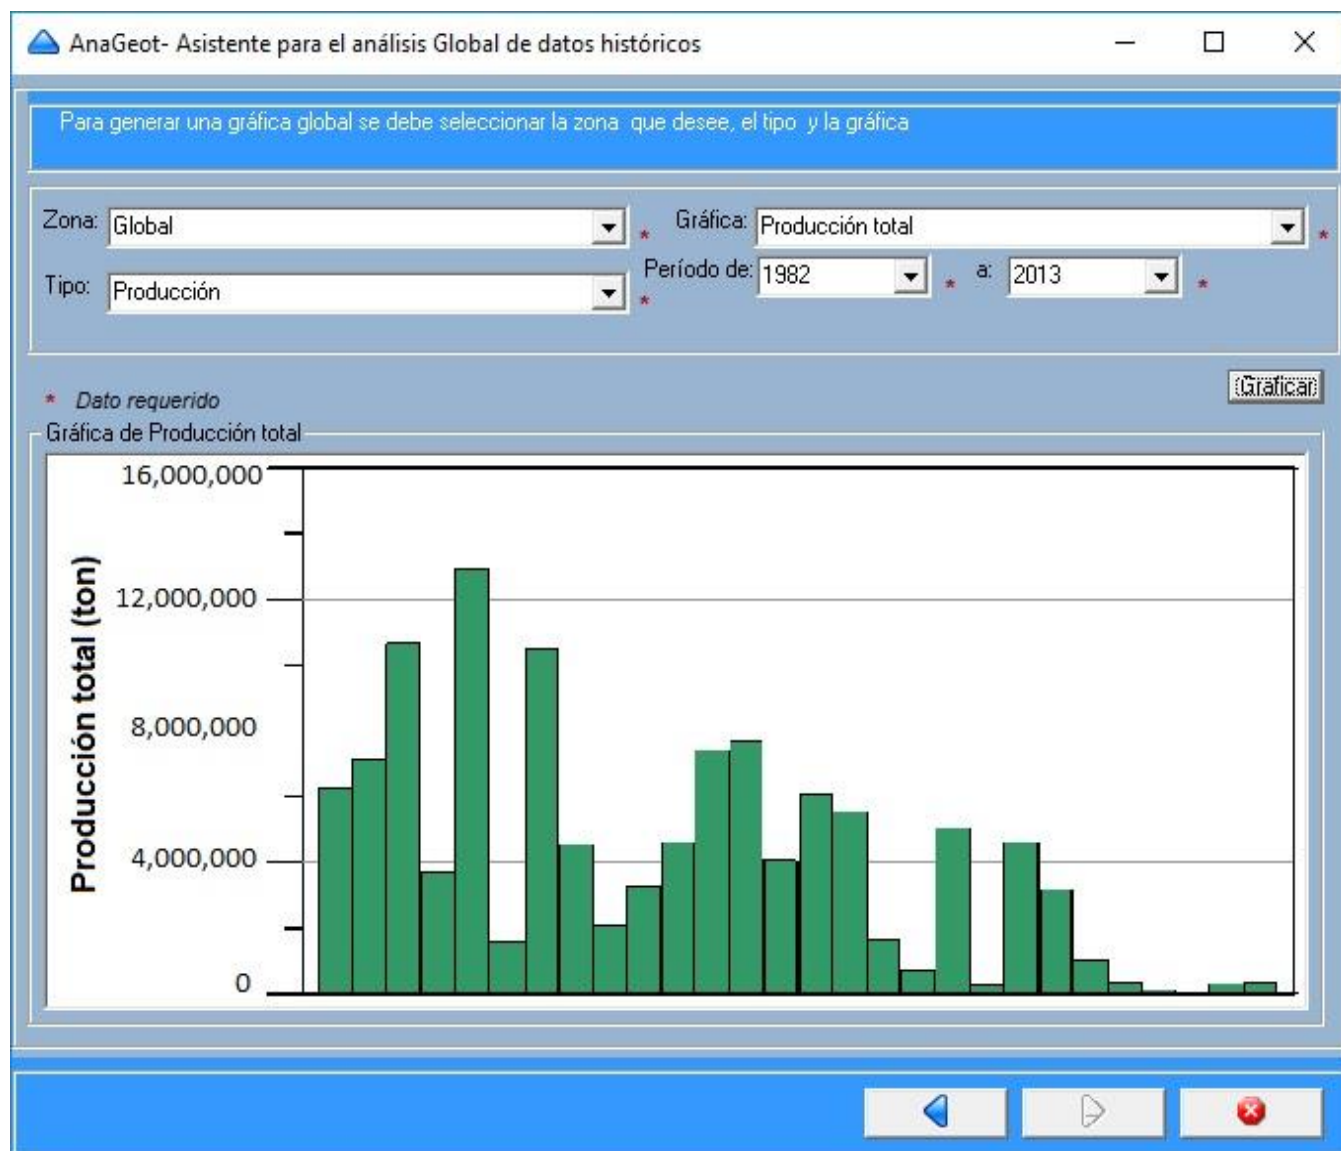 AnaGeot- Asistente para el análisis Global de datos históricos
Para generar una gráfica global se debe seleccionar la zona  que desee, el tipo  y la gráfica
Zona: Global * Gráfica: Producción total *
Tipo: Producción * Período de: 1982 * a: 2013 *
* Dato requerido
Graficar
Gráfica de Producción total
Producción total (ton)
16,000,000
12,000,000
8,000,000
4,000,000
0